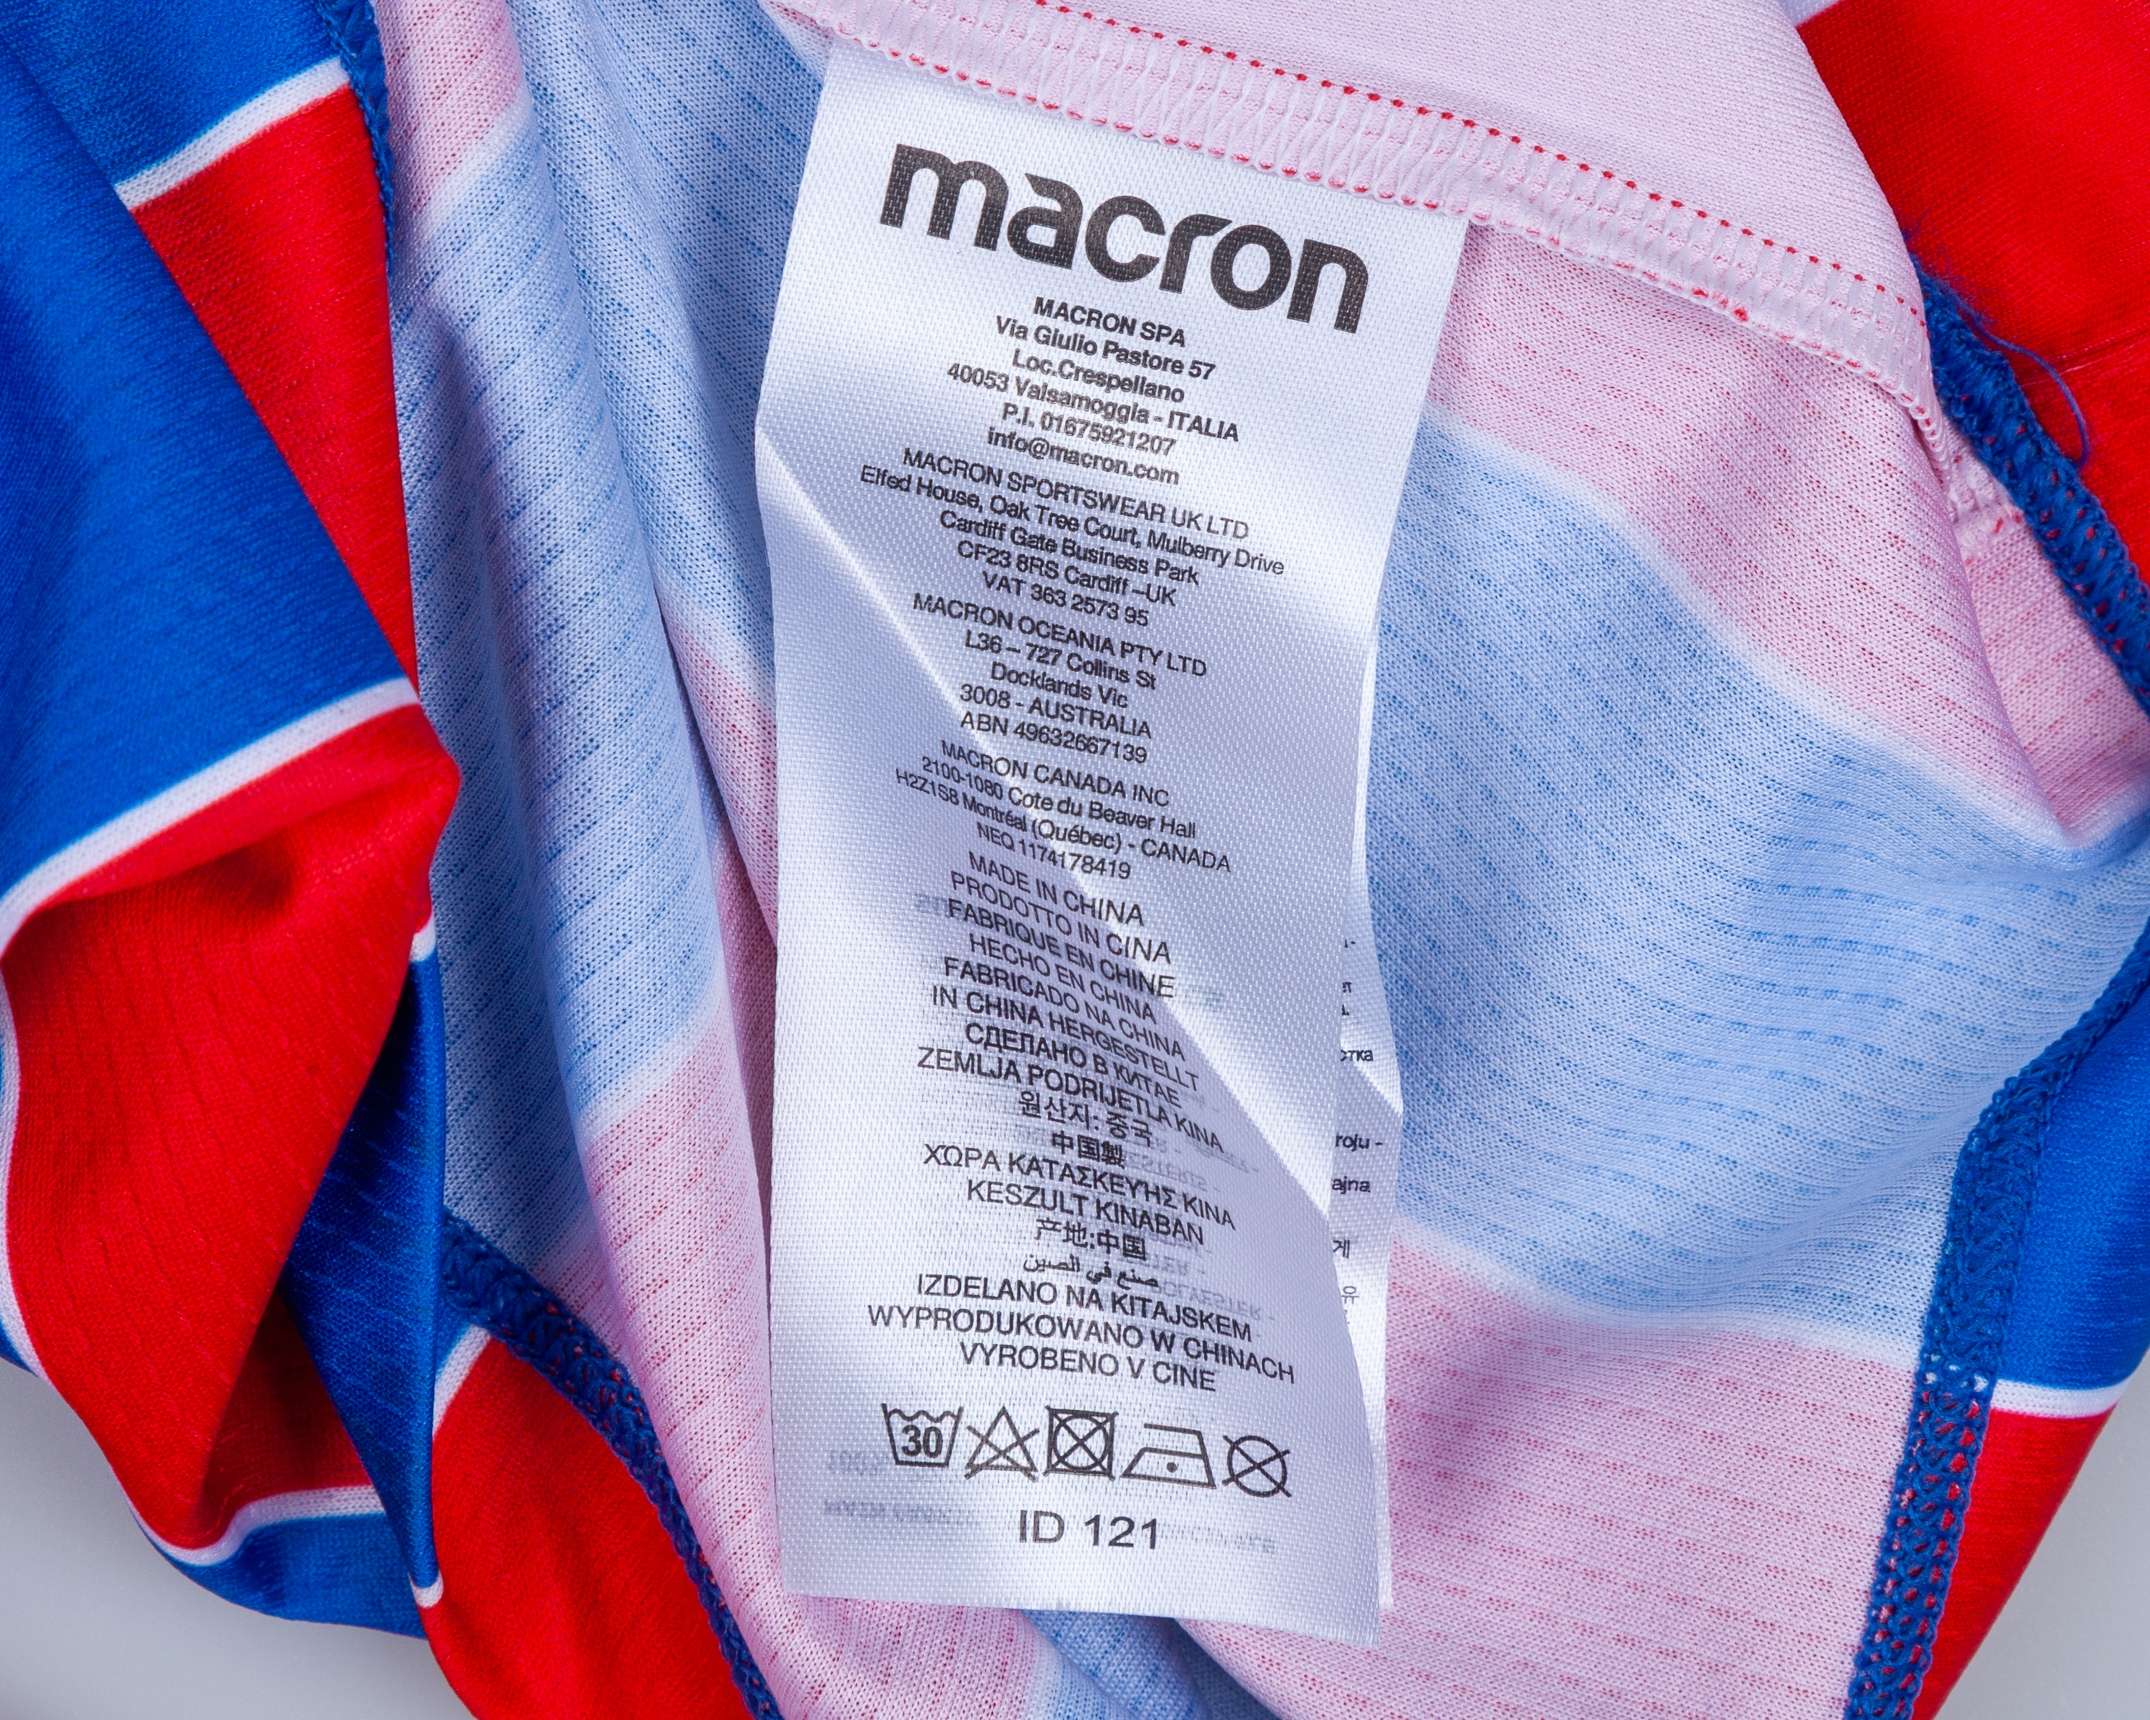 macron
MACRON SPA
Via Giulio Pastore 57
Loc.Crespellano
40053 Valsamoggia - ITALIA
P.I. 01675921207
info@macron.com
MACRON SPORTSWEAR UK LTD
Elfed House, Oak Tree Court, Mulberry Drive
Cardiff Gate Business Park
CF23 8RS Cardiff –UK
VAT 363 2573 95
MACRON OCEANIA PTY LTD
L36 – 727 Collins St
Docklands Vic
3008 - AUSTRALIA
ABN 49632667139
MACRON CANADA INC
2100-1080 Cote du Beaver Hall
H2Z1S8 Montréal (Québec) - CANADA
NEQ 1174178419
MADE IN CHINA
PRODOTTO IN CINA
FABRIQUE EN CHINE
HECHO EN CHINA
FABRICADO NA CHINA
IN CHINA HERGESTELLT
СДЕЛАНО В КИТАЕ
ZEMLJA PODRIJETLA KINA
원산지: 중국
中国製
ΧΩΡΑ ΚΑΤΑΣΚΕΥΗΣ ΚΙΝΑ
KESZULT KINABAN
产地:中国
صنع في الصين
IZDELANO NA KITAJSKEM
WYPRODUKOWANO W CHINACH
VYROBENO V CINE
30
ID 121